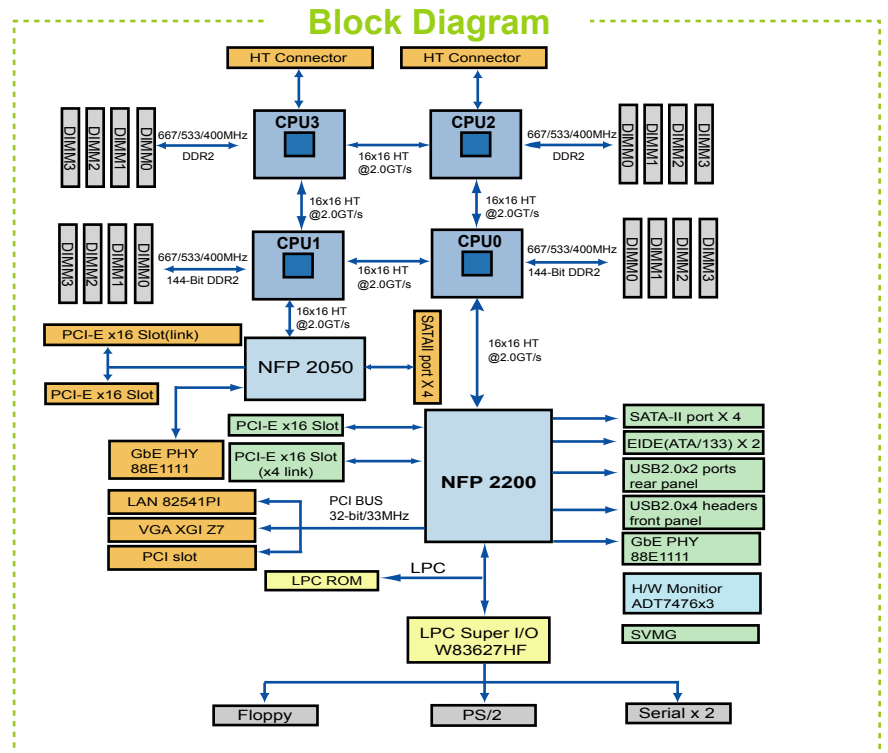 Block Diagram
HT Connector
HT Connector
CPU3
CPU2
DIMM3
DIMM2
DIMM1
DIMM0
667/533/400MHz
DDR2
16x16 HT
@2.0GT/s
667/533/400MHz
DDR2
DIMM0
DIMM1
DIMM2
DIMM3
16x16 HT
@2.0GT/s
16x16 HT
@2.0GT/s
CPU1
CPU0
DIMM3
DIMM2
DIMM1
DIMM0
667/533/400MHz
144-Bit DDR2
16x16 HT
@2.0GT/s
667/533/400MHz
144-Bit DDR2
DIMM0
DIMM1
DIMM2
DIMM3
16x16 HT
@2.0GT/s
16x16 HT
@2.0GT/s
PCI-E x16 Slot(link)
NFP 2050
SATAII port X 4
PCI-E x16 Slot
GbE PHY
88E1111
PCI-E x16 Slot
PCI-E x16 Slot
(x4 link)
NFP 2200
SATA-II port X 4
EIDE(ATA/133) X 2
USB2.0x2 ports
rear panel
USB2.0x4 headers
front panel
GbE PHY
88E1111
LAN 82541PI
VGA XGI Z7
PCI slot
PCI BUS
32-bit/33MHz
LPC ROM
LPC
H/W Monitior
ADT7476x3
SVMG
LPC Super I/O
W83627HF
Floppy
PS/2
Serial x 2